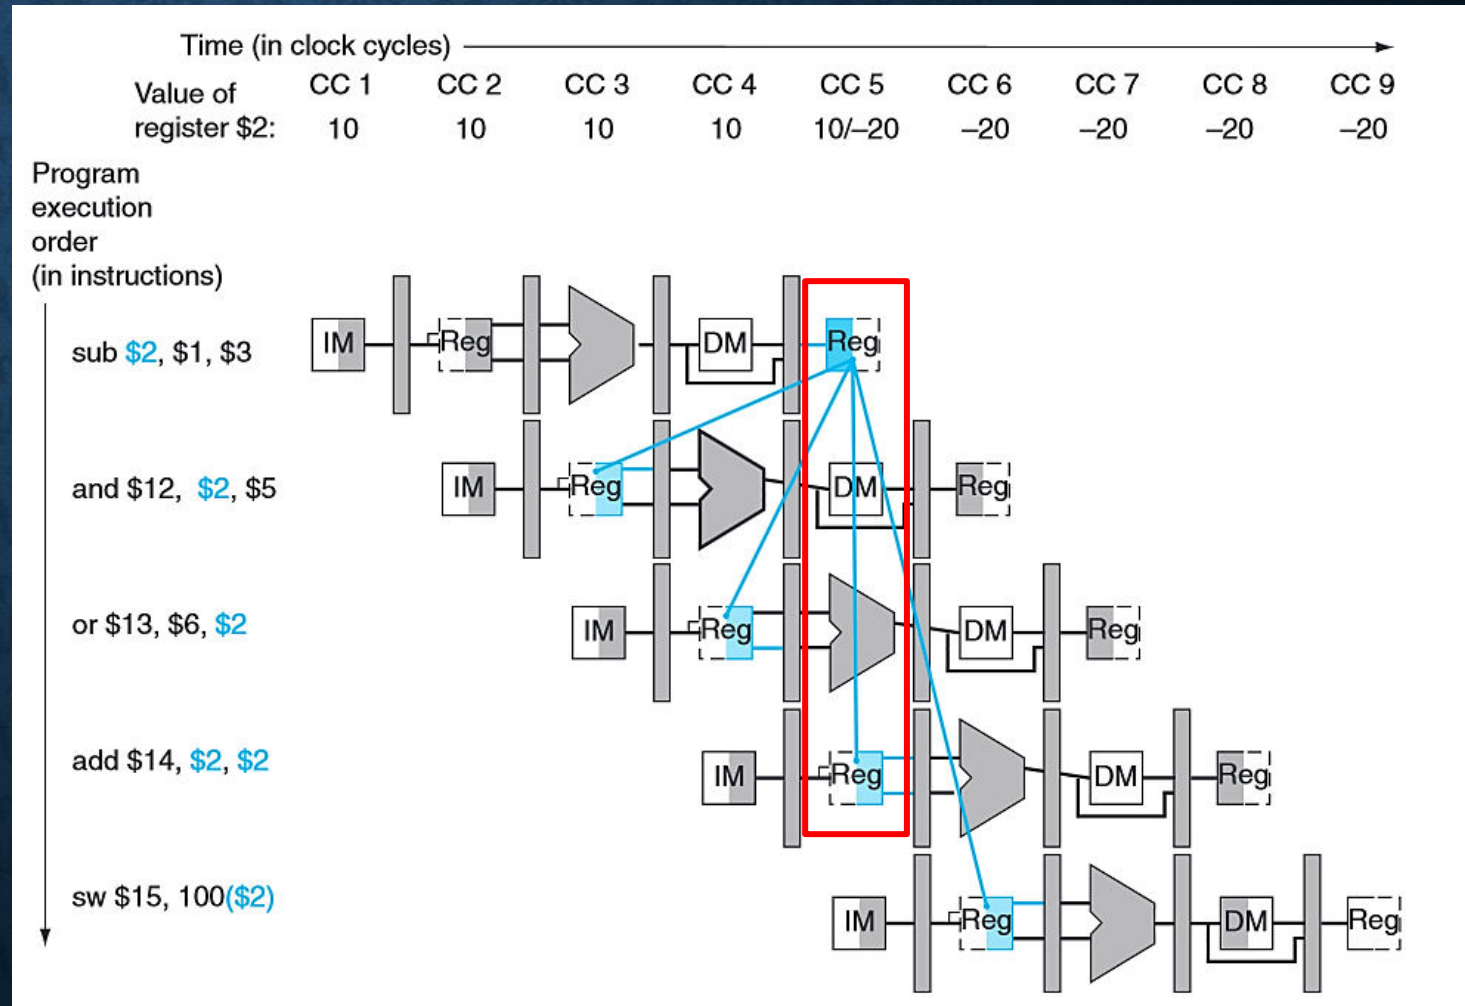 Time (in clock cycles)
Value of register $2:
CC 1 CC 2 CC 3 CC 4 CC 5 CC 6 CC 7 CC 8 CC 9
10 10 10 10 10/–20 –20 –20 –20 –20
Program
execution
order
(in instructions)
sub $2, $1, $3
IM Reg DM Reg
and $12, $2, $5
IM Reg DM Reg
or $13, $6, $2
IM Reg DM Reg
add $14, $2, $2
IM Reg DM Reg
sw $15, 100($2)
IM Reg DM Reg